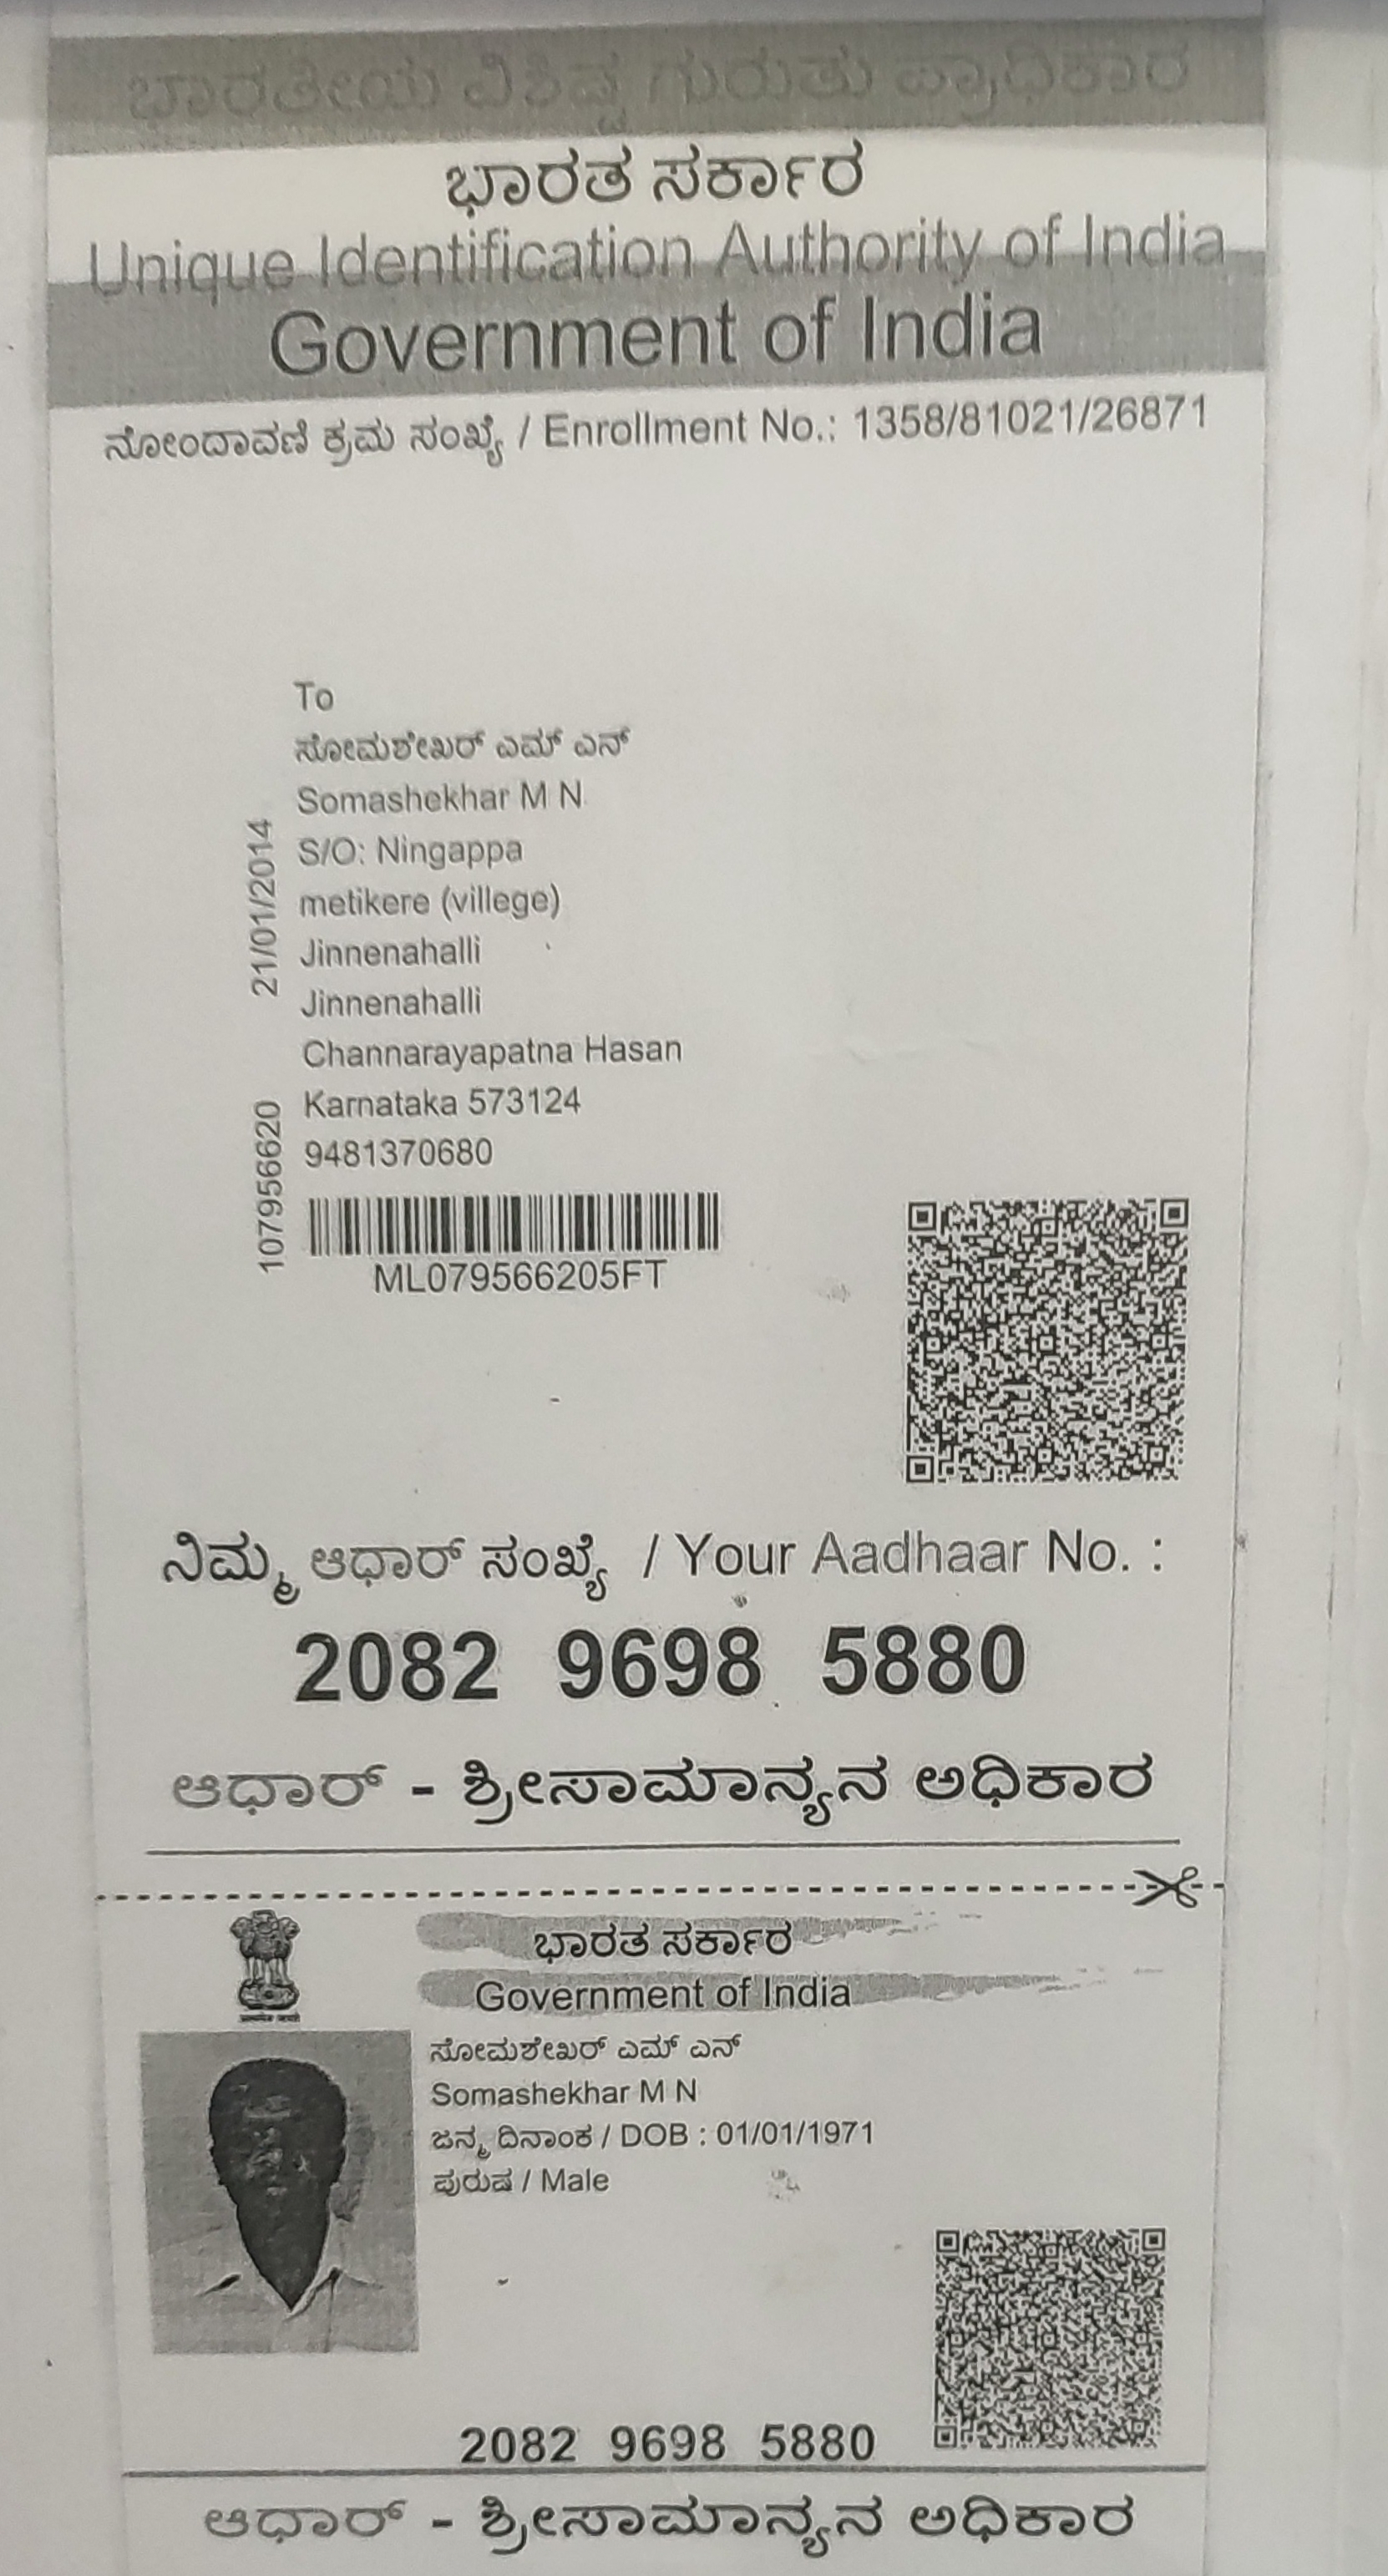 ಭಾರತೀಯ ವಿಶಿಷ್ಟ ಗುರುತು ಪ್ರಾಧಿಕಾರ
ಭಾರತ ಸರ್ಕಾರ
Unique Identification Authority of India
Government of India
ನೋಂದಾವಣಿ ಕ್ರಮ ಸಂಖ್ಯೆ / Enrollment No.: 1358/81021/26871
To
ಸೋಮಶೇಖರ್ ಎಮ್ ಎನ್
Somashekhar M N
S/O: Ningappa
metikere (villege)
Jinnenahalli
Jinnenahalli
Channarayapatna Hasan
Karnataka 573124
9481370680
21/01/2014
107956620
ML079566205FT
ನಿಮ್ಮ ಆಧಾರ್ ಸಂಖ್ಯೆ / Your Aadhaar No. :
2082 9698 5880
ಆಧಾರ್ - ಶ್ರೀಸಾಮಾನ್ಯನ ಅಧಿಕಾರ
ಭಾರತ ಸರ್ಕಾರ
Government of India
ಸೋಮಶೇಖರ್ ಎಮ್ ಎನ್
Somashekhar M N
ಜನ್ಮ ದಿನಾಂಕ / DOB : 01/01/1971
ಪುರುಷ / Male
2082 9698 5880
ಆಧಾರ್ - ಶ್ರೀಸಾಮಾನ್ಯನ ಅಧಿಕಾರ